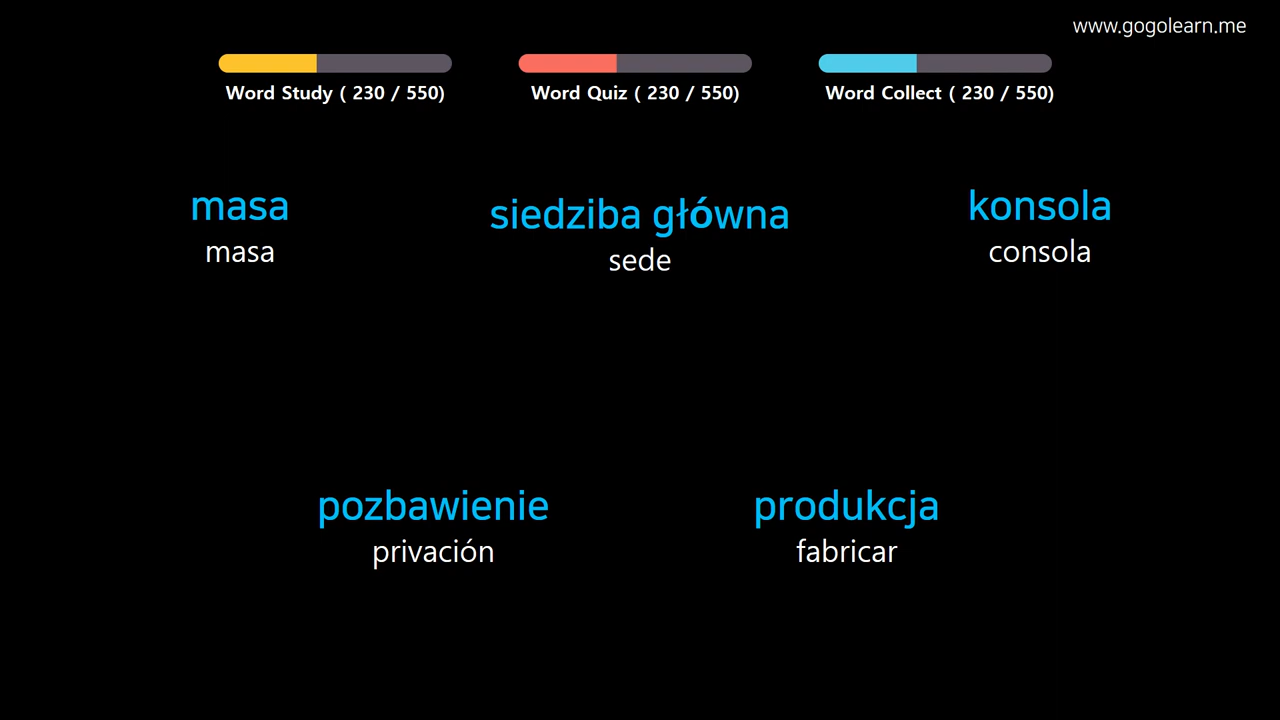 www.gogolearn.me
Word Study ( 230 / 550)
Word Quiz ( 230 / 550)
Word Collect ( 230 / 550)
masa
masa
siedziba główna
sede
konsola
consola
pozbawienie
privación
produkcja
fabricar